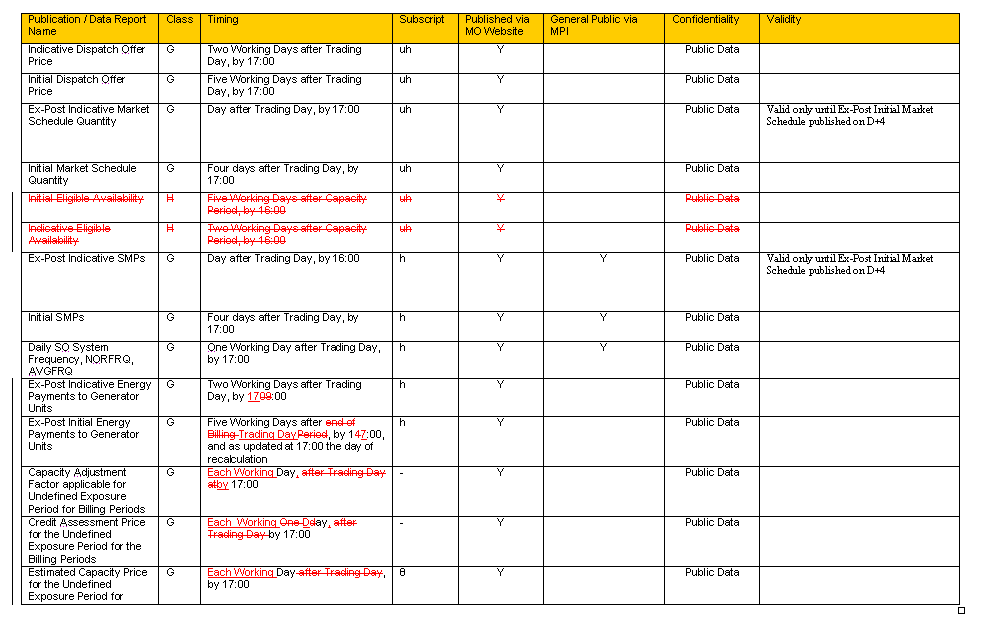 Publication / Data Report Name | Class | Timing | Subscript | Published via MO Website | General Public via MPI | Confidentiality | Validity
Indicative Dispatch Offer Price | G | Two Working Days after Trading Day, by 17:00 | uh | Y | | Public Data |
Initial Dispatch Offer Price | G | Five Working Days after Trading Day, by 17:00 | uh | Y | | Public Data |
Ex-Post Indicative Market Schedule Quantity | G | Day after Trading Day, by 17:00 | uh | Y | | Public Data | Valid only until Ex-Post Initial Market Schedule published on D+4
Initial Market Schedule Quantity | G | Four days after Trading Day, by 17:00 | uh | Y | | Public Data |
Initial Eligible Availability | H | Five Working Days after Capacity Period, by 16:00 | uh | Y | | Public Data |
Indicative Eligible Availability | H | Two Working Days after Capacity Period, by 16:00 | uh | Y | | Public Data |
Ex-Post Indicative SMPs | G | Day after Trading Day, by 16:00 | h | Y | Y | Public Data | Valid only until Ex-Post Initial Market Schedule published on D+4
Initial SMPs | G | Four days after Trading Day, by 17:00 | h | Y | Y | Public Data |
Daily SO System Frequency, NORFRQ, AVGFRQ | G | One Working Day after Trading Day, by 17:00 | h | Y | Y | Public Data |
Ex-Post Indicative Energy Payments to Generator Units | G | Two Working Days after Trading Day, by 1709:00 | h | Y | | Public Data |
Ex-Post Initial Energy Payments to Generator Units | G | Five Working Days after end of Billing Trading DayPeriod, by 147:00, and as updated at 17:00 the day of recalculation | h | Y | | Public Data |
Capacity Adjustment Factor applicable for Undefined Exposure Period for Billing Periods | G | Each Working Day, after Trading Day atby 17:00 | - | Y | | Public Data |
Credit Assessment Price for the Undefined Exposure Period for the Billing Periods | G | Each Working One Dday, after Trading Day by 17:00 | - | Y | | Public Data |
Estimated Capacity Price for the Undefined Exposure Period for | G | Each Working Day after Trading Day, by 17:00 | θ | Y | | Public Data |